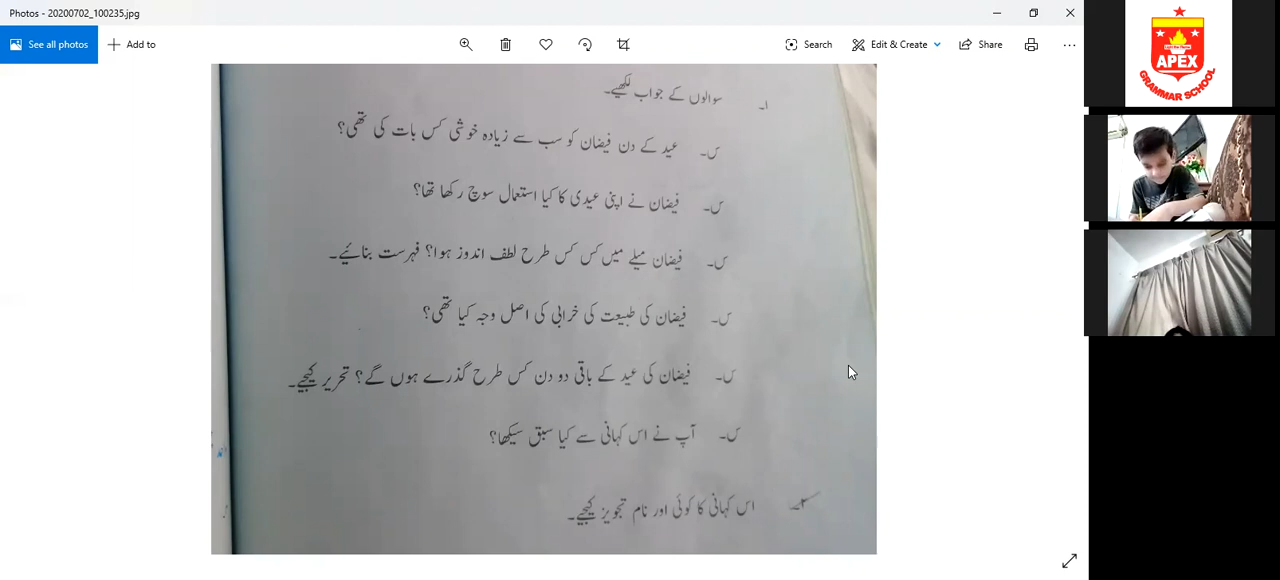 Photos - 20200702_100235.jpg
See all photos
Add to
Search
Edit & Create
Share
APEX
GRAMMAR SCHOOL
۱۔ سوالوں کے جواب لکھیے۔
س۔ عید کے دن فیضان کو سب سے زیادہ خوشی کس بات کی تھی؟
س۔ فیضان نے اپنی عیدی کا کیا استعمال سوچ رکھا تھا؟
س۔ فیضان میلے میں کس کس طرح لطف اندوز ہوا؟ فہرست بنائیے۔
س۔ فیضان کی طبیعت کی خرابی کی اصل وجہ کیا تھی؟
س۔ فیضان کی عید کے باقی دو دن کس طرح گذرے ہوں گے؟ تحریر کیجیے۔
س۔ آپ نے اس کہانی سے کیا سبق سیکھا؟
۲۔ اس کہانی کا کوئی اور نام تجویز کیجیے۔